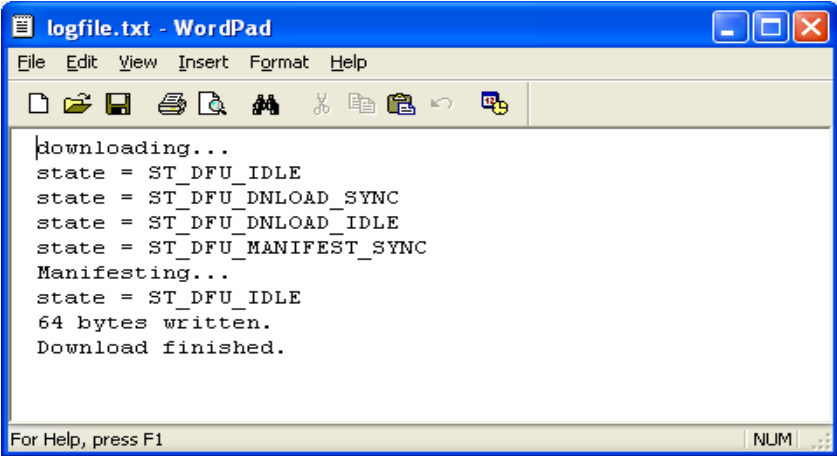 logfile.txt - WordPad
File Edit View Insert Format Help
downloading...
state = ST_DFU_IDLE
state = ST_DFU_DNLOAD_SYNC
state = ST_DFU_DNLOAD_IDLE
state = ST_DFU_MANIFEST_SYNC
Manifesting...
state = ST_DFU_IDLE
64 bytes written.
Download finished.
For Help, press F1 NUM